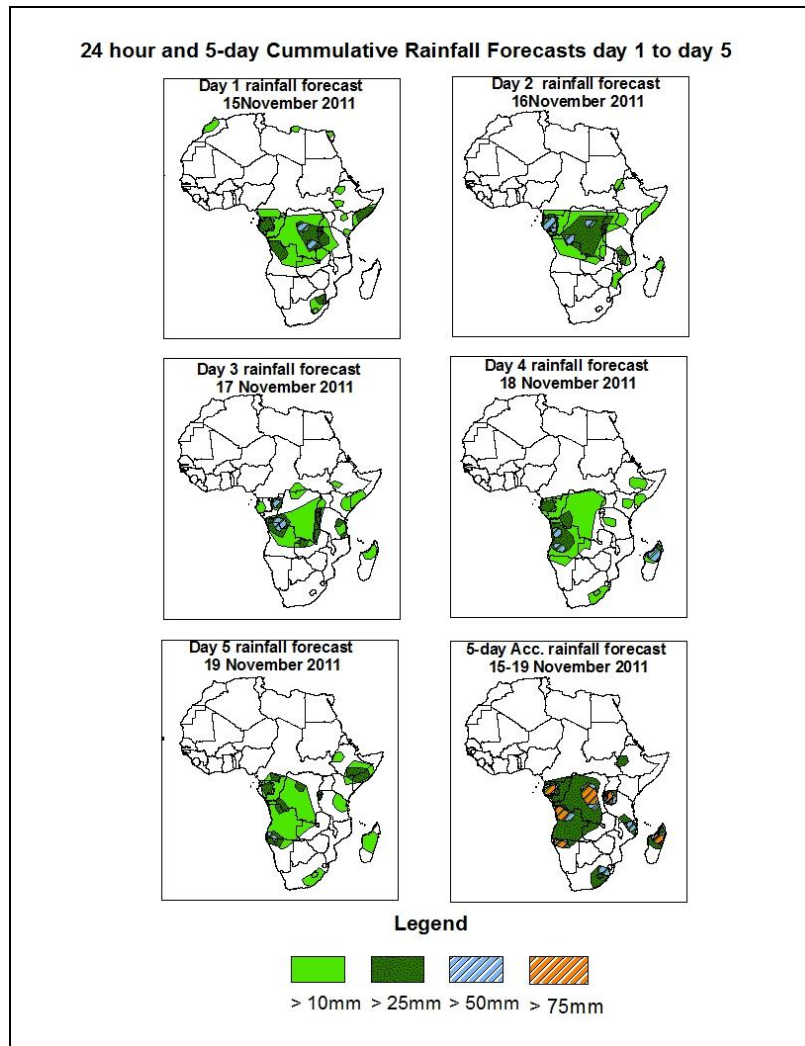 24 hour and 5-day Cummulative Rainfall Forecasts day 1 to day 5
Day 1 rainfall forecast
15November 2011
Day 2 rainfall forecast
16November 2011
Day 3 rainfall forecast
17 November 2011
Day 4 rainfall forecast
18 November 2011
Day 5 rainfall forecast
19 November 2011
5-day Acc. rainfall forecast
15-19 November 2011
Legend
> 10mm > 25mm > 50mm > 75mm